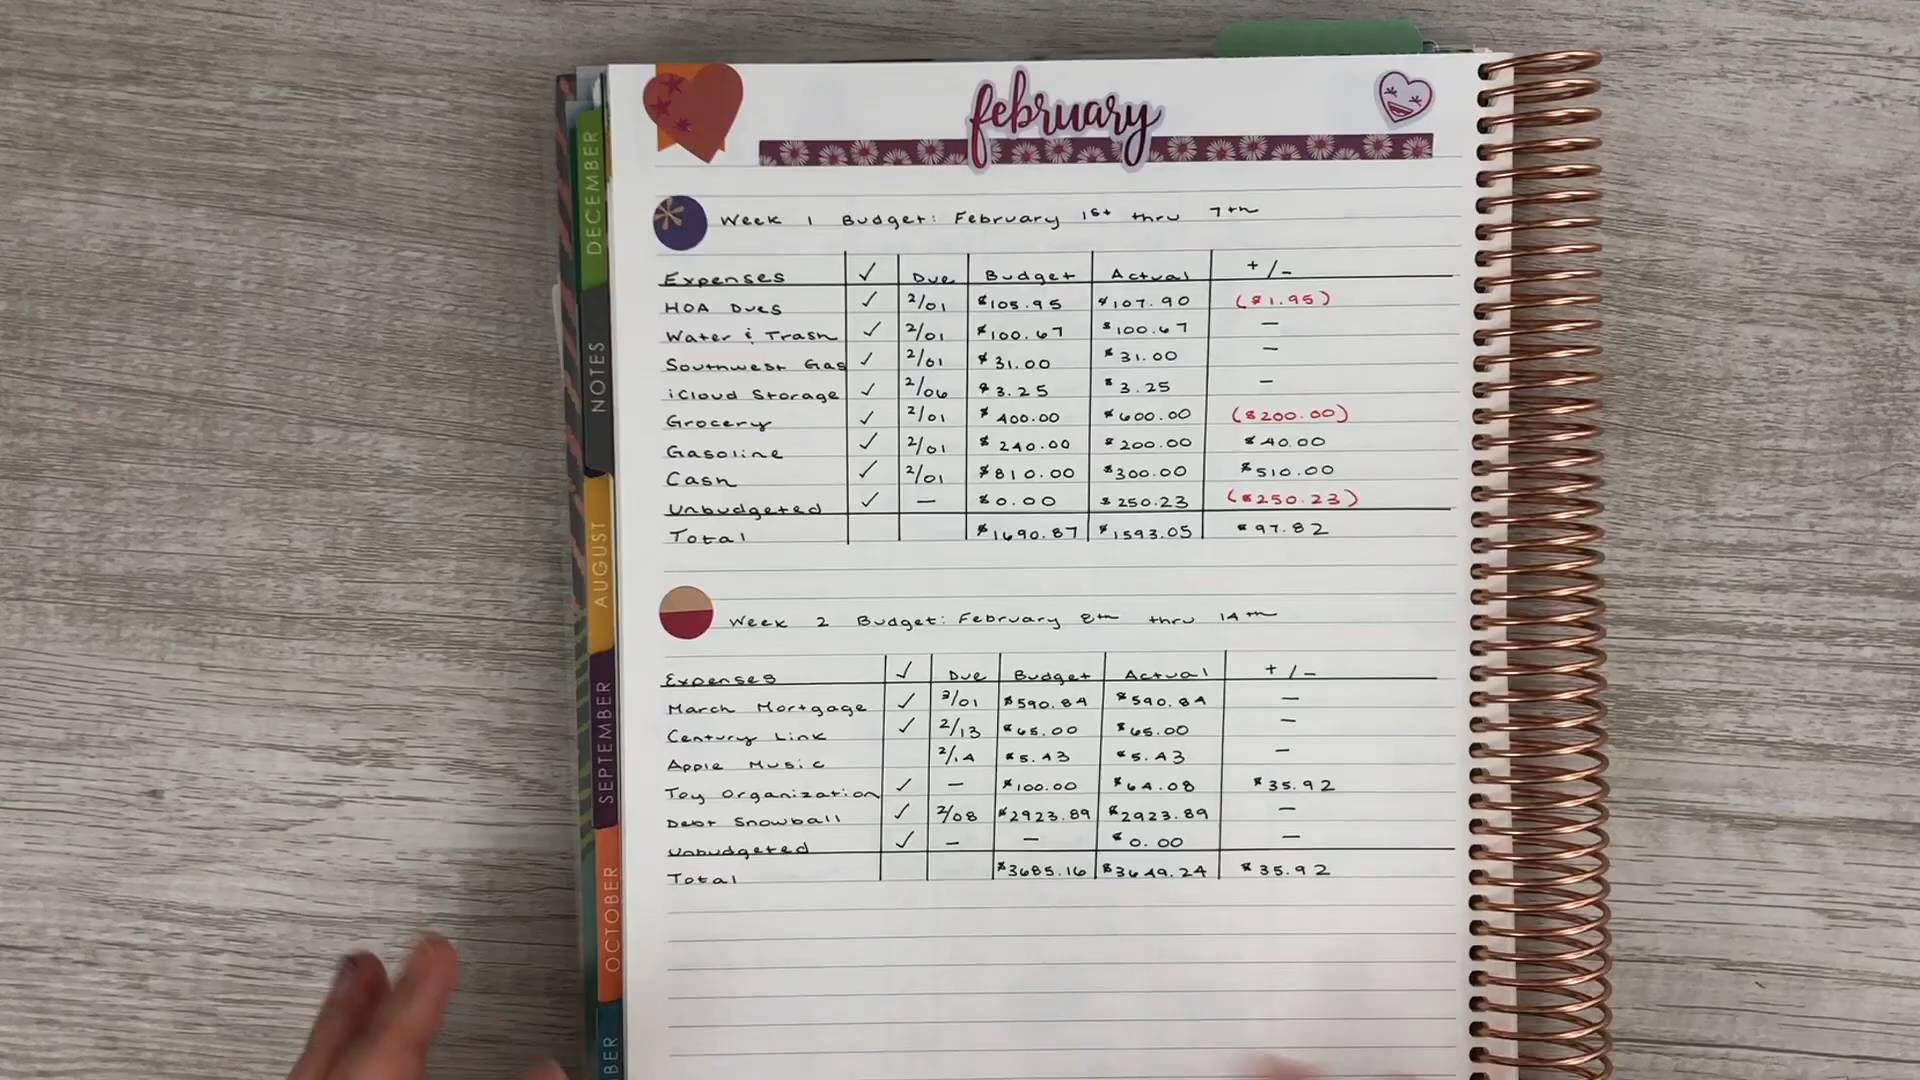 february
Week 1 Budget: February 1st thru 7th
Expenses ✓ Due Budget Actual +/-
HOA Dues ✓ 2/01 $105.95 $107.90 ($1.95)
Water & Trash ✓ 2/01 $100.67 $100.67 —
Southwest Gas ✓ 2/01 $31.00 $31.00 —
iCloud Storage ✓ 2/06 $3.25 $3.25 —
Grocery ✓ 2/01 $400.00 $600.00 ($200.00)
Gasoline ✓ 2/01 $240.00 $200.00 $40.00
Cash ✓ 2/01 $810.00 $300.00 $510.00
Unbudgeted ✓ — $0.00 $250.23 ($250.23)
Total $1690.87 $1593.05 $97.82
Week 2 Budget: February 8th thru 14th
Expenses ✓ Due Budget Actual +/-
March Mortgage ✓ 3/01 $590.84 $590.84 —
Century Link ✓ 2/13 $65.00 $65.00 —
Apple Music 2/14 $5.43 $5.43 —
Toy Organization ✓ — $100.00 $64.08 $35.92
Debt Snowball ✓ 2/08 $2923.89 $2923.89 —
Unbudgeted ✓ — — $0.00 —
Total $3685.16 $3649.24 $35.92
DECEMBER
NOTES
AUGUST
SEPTEMBER
OCTOBER
BER